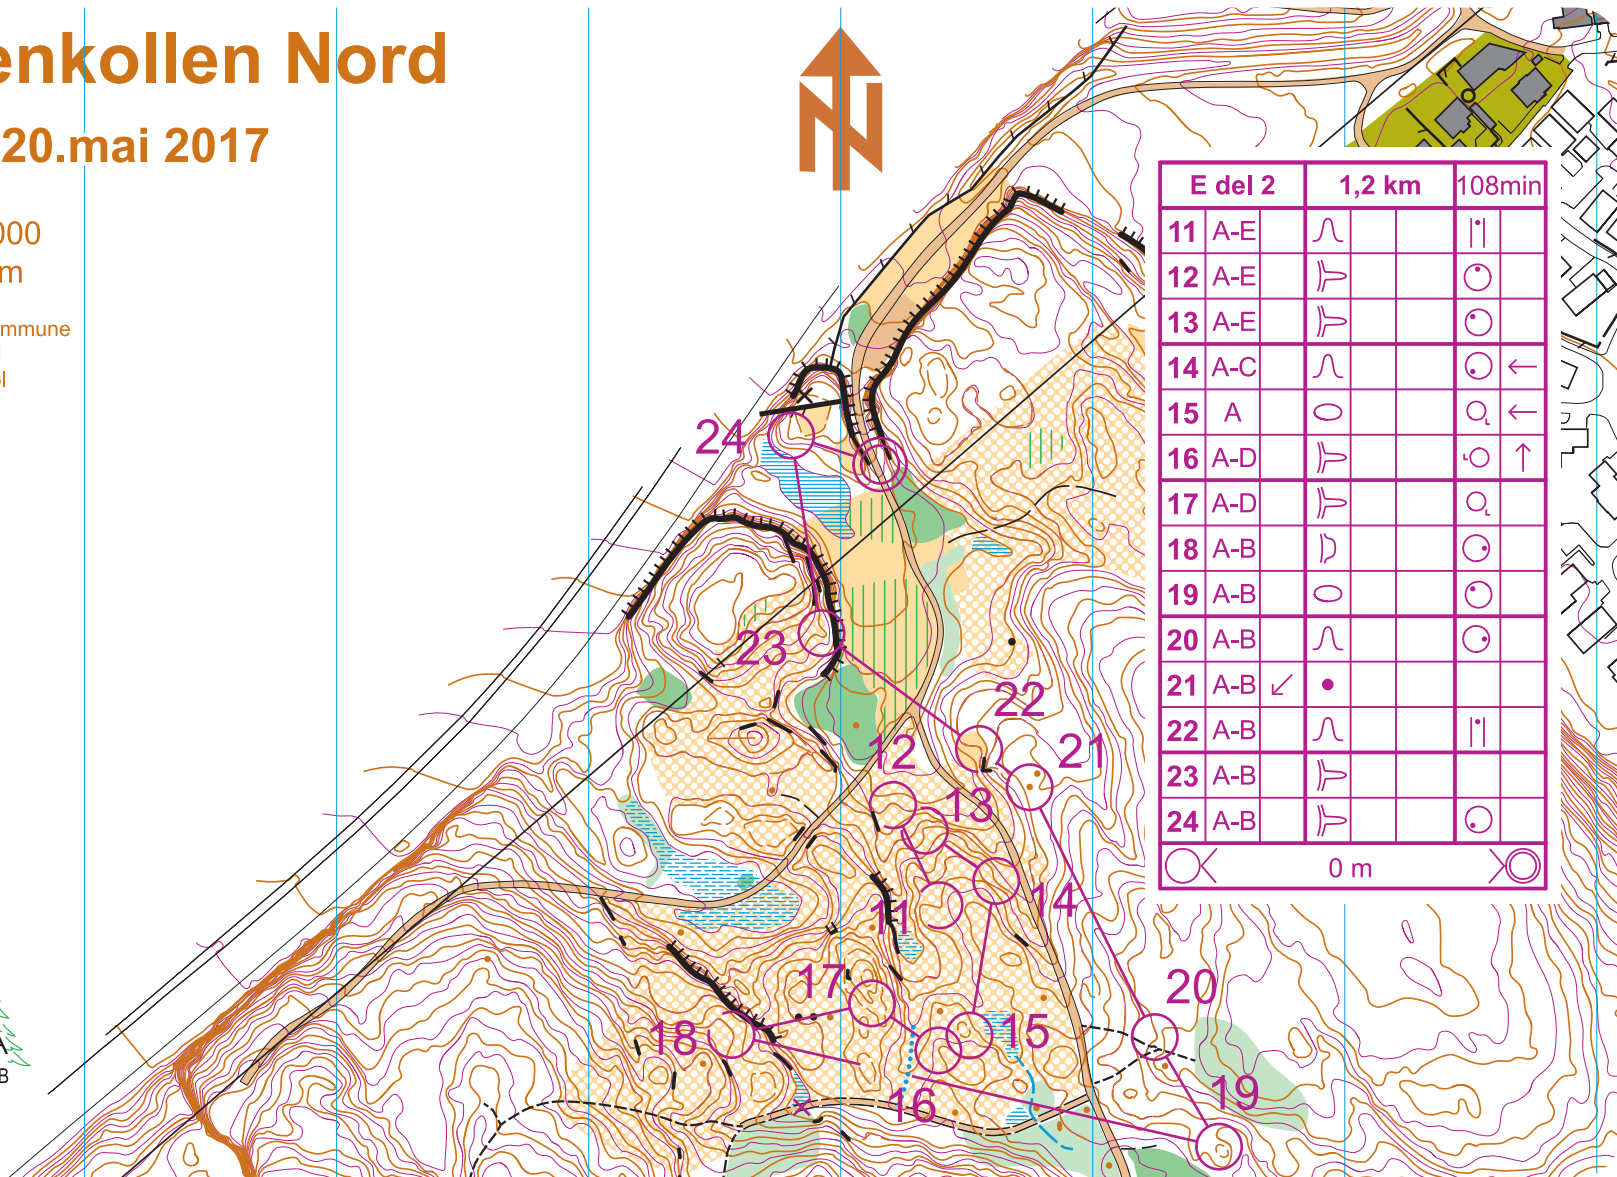 enkollen Nord
20.mai 2017
000
m
mmune
B
E del 2 1,2 km 108min
11 A-E
12 A-E
13 A-E
14 A-C
15 A
16 A-D
17 A-D
18 A-B
19 A-B
20 A-B
21 A-B
22 A-B
23 A-B
24 A-B
0 m
24
23
22
21
12
13
14
11
17
15
18
16
20
19